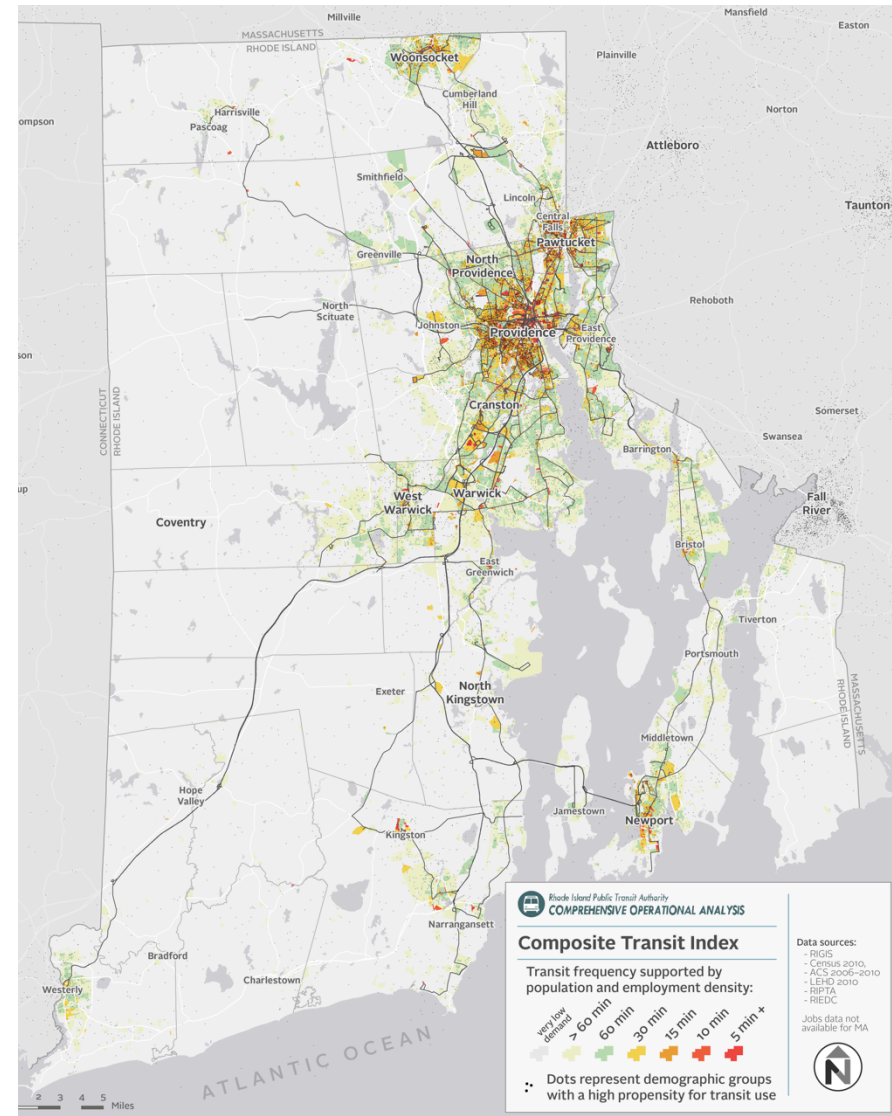 Millville
Mansfield
Easton
MASSACHUSETTS
RHODE ISLAND
Plainville
Woonsocket
Cumberland
Hill
Norton
Harrisville
Pascoag
ompson
Attleboro
Smithfield
Lincoln
Central
Falls
Taunton
Pawtucket
Greenville
North
Providence
Rehoboth
North
Scituate
Johnston
Providence
East
Providence
son
Cranston
Somerset
CONNECTICUT
RHODE ISLAND
Swansea
Barrington
up
West
Warwick
Warwick
Fall
River
Coventry
Bristol
East
Greenwich
Tiverton
Portsmouth
Exeter
North
Kingstown
MASSACHUSETTS
RHODE ISLAND
Middletown
Hope
Valley
Jamestown
Newport
Kingston
Narrangansett
Bradford
Charlestown
Westerly
ATLANTIC OCEAN
2 3 4 5
Miles
Rhode Island Public Transit Authority
COMPREHENSIVE OPERATIONAL ANALYSIS
Composite Transit Index
Transit frequency supported by
population and employment density:
very low
demand
> 60 min
60 min
30 min
15 min
10 min
5 min +
Dots represent demographic groups
with a high propensity for transit use
Data sources:
- RIGIS
- Census 2010,
- ACS 2006–2010
- LEHD 2010
- RIPTA
- RIEDC
Jobs data not
available for MA
N